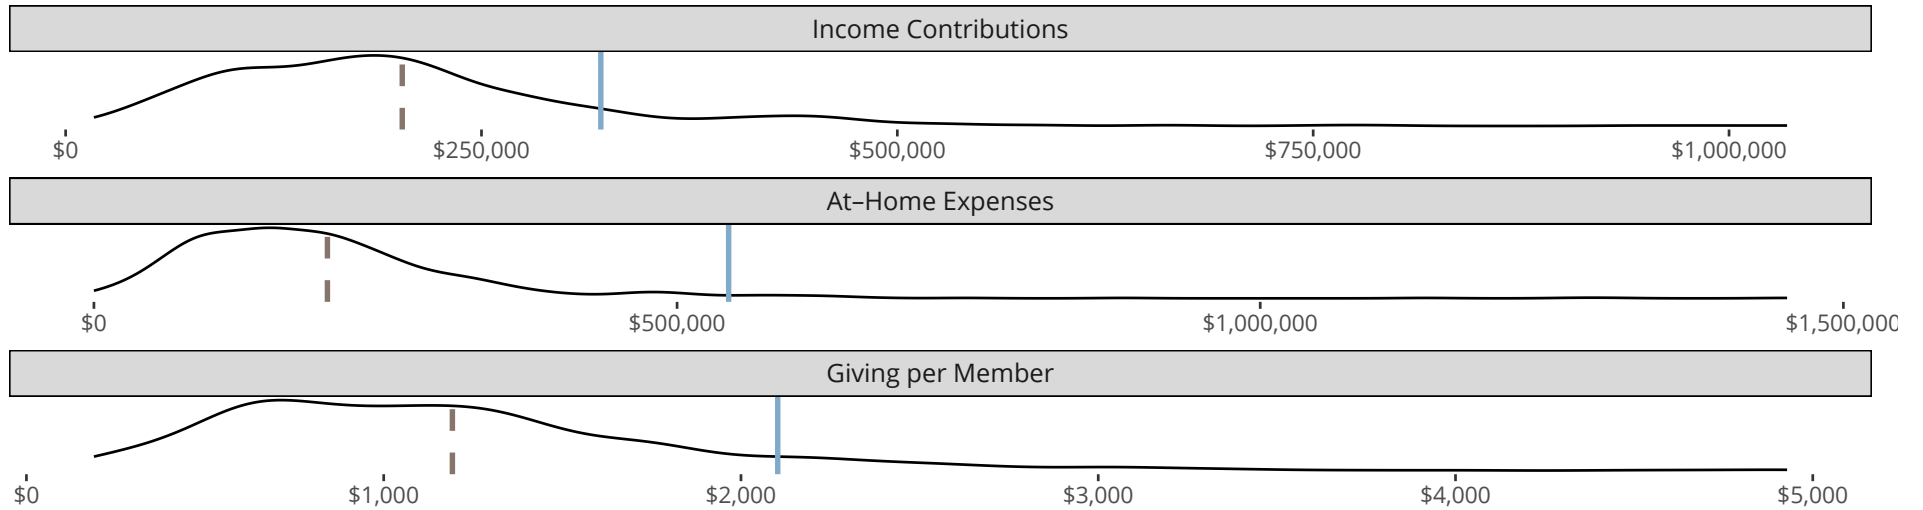 Income Contributions
$0 $250,000 $500,000 $750,000 $1,000,000
At–Home Expenses
$0 $500,000 $1,000,000 $1,500,000
Giving per Member
$0 $1,000 $2,000 $3,000 $4,000 $5,000